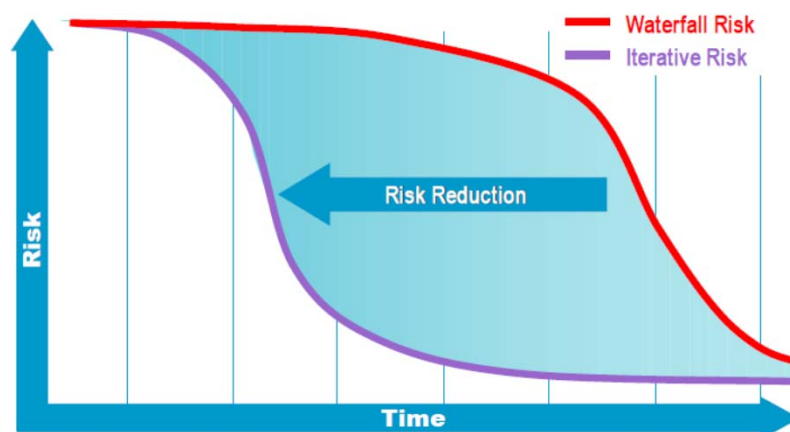 Waterfall Risk
Iterative Risk
Risk Reduction
Risk
Time